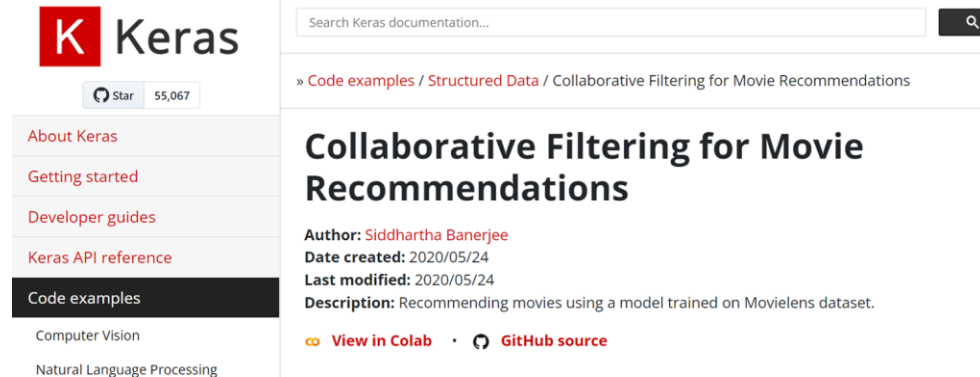 K Keras
Star 55,067
About Keras
Getting started
Developer guides
Keras API reference
Code examples
Computer Vision
Natural Language Processing
Search Keras documentation...
» Code examples / Structured Data / Collaborative Filtering for Movie Recommendations
Collaborative Filtering for Movie
Recommendations
Author: Siddhartha Banerjee
Date created: 2020/05/24
Last modified: 2020/05/24
Description: Recommending movies using a model trained on Movielens dataset.
View in Colab • GitHub source